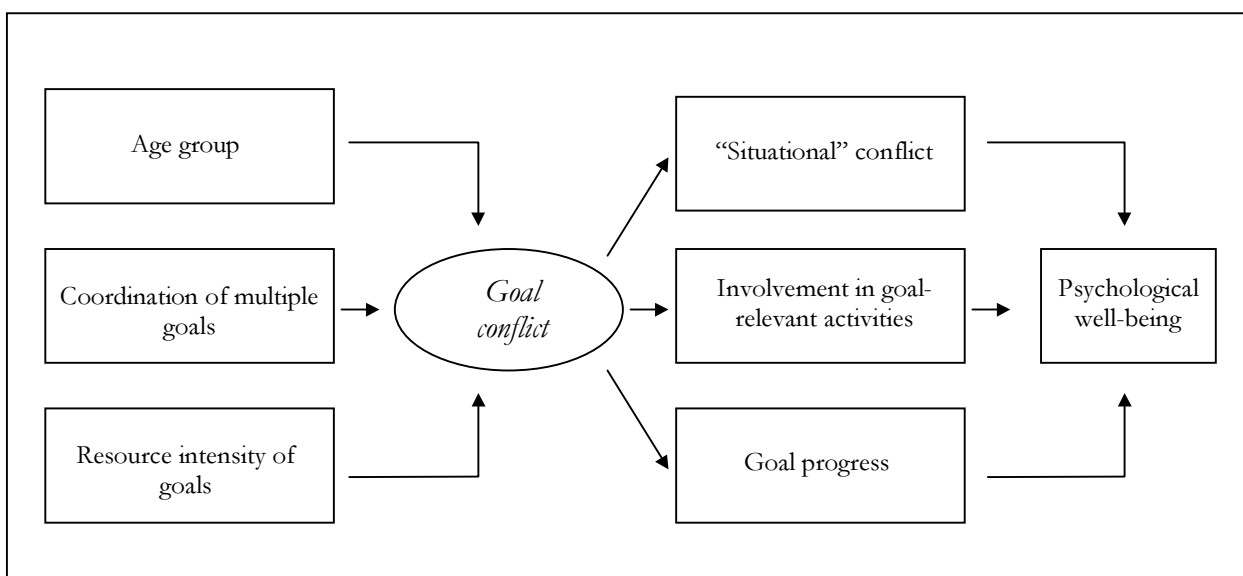 Age group
Coordination of multiple
goals
Resource intensity of
goals
Goal
conflict
“Situational” conflict
Involvement in goal-
relevant activities
Goal progress
Psychological
well-being